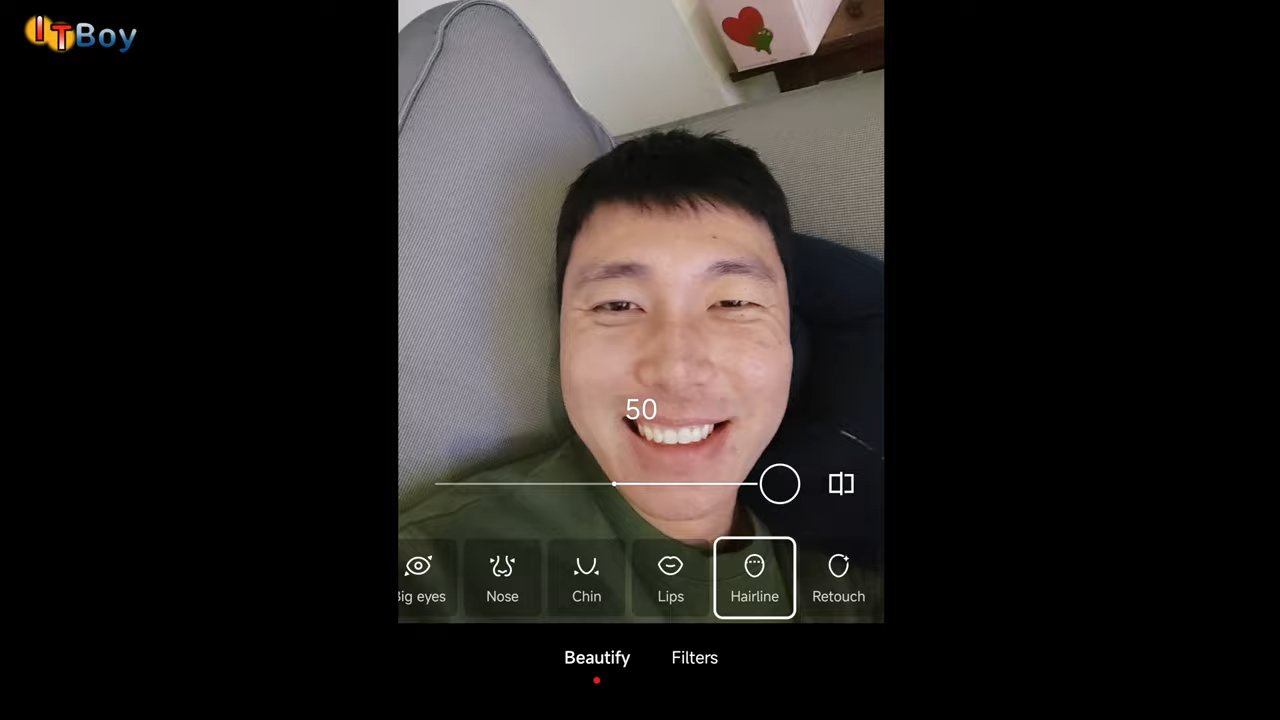 ITBoy
50
Big eyes
Nose
Chin
Lips
Hairline
Retouch
Beautify
Filters